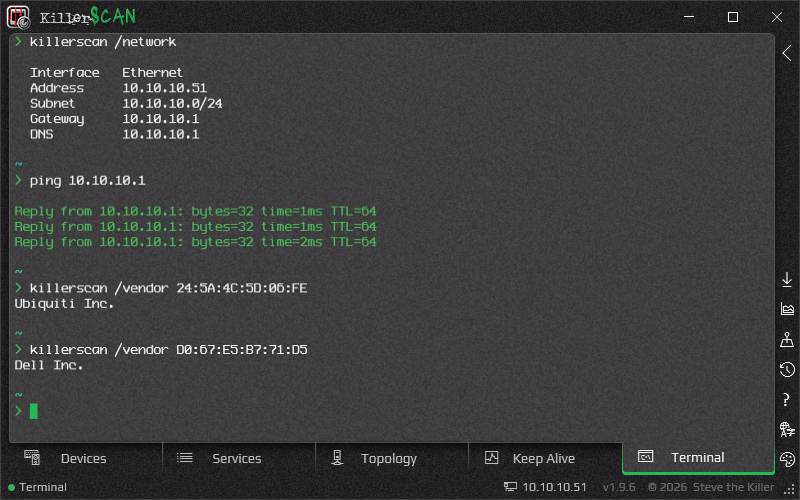 KillerSCAN
> killerscan /network
Interface Ethernet
Address 10.10.10.51
Subnet 10.10.10.0/24
Gateway 10.10.10.1
DNS 10.10.10.1
~
> ping 10.10.10.1
Reply from 10.10.10.1: bytes=32 time=1ms TTL=64
Reply from 10.10.10.1: bytes=32 time=1ms TTL=64
Reply from 10.10.10.1: bytes=32 time=2ms TTL=64
~
> killerscan /vendor 24:5A:4C:5D:06:FE
Ubiquiti Inc.
~
> killerscan /vendor D0:67:E5:B7:71:D5
Dell Inc.
~
>
Devices Services Topology Keep Alive Terminal
Terminal 10.10.10.51 v1.9.6 © 2026 Steve the Killer